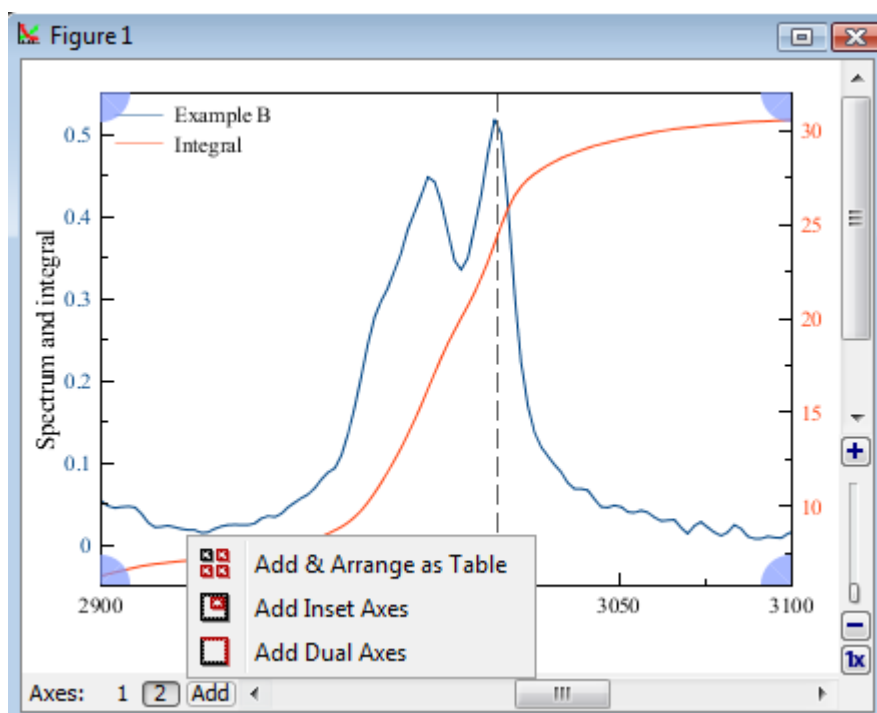 Figure 1
Example B
Integral
0.5
0.4
0.3
0.2
0.1
0
Spectrum and integral
30
25
20
15
10
Add & Arrange as Table
Add Inset Axes
Add Dual Axes
2900
3050
3100
1x
Axes: 1 2 Add